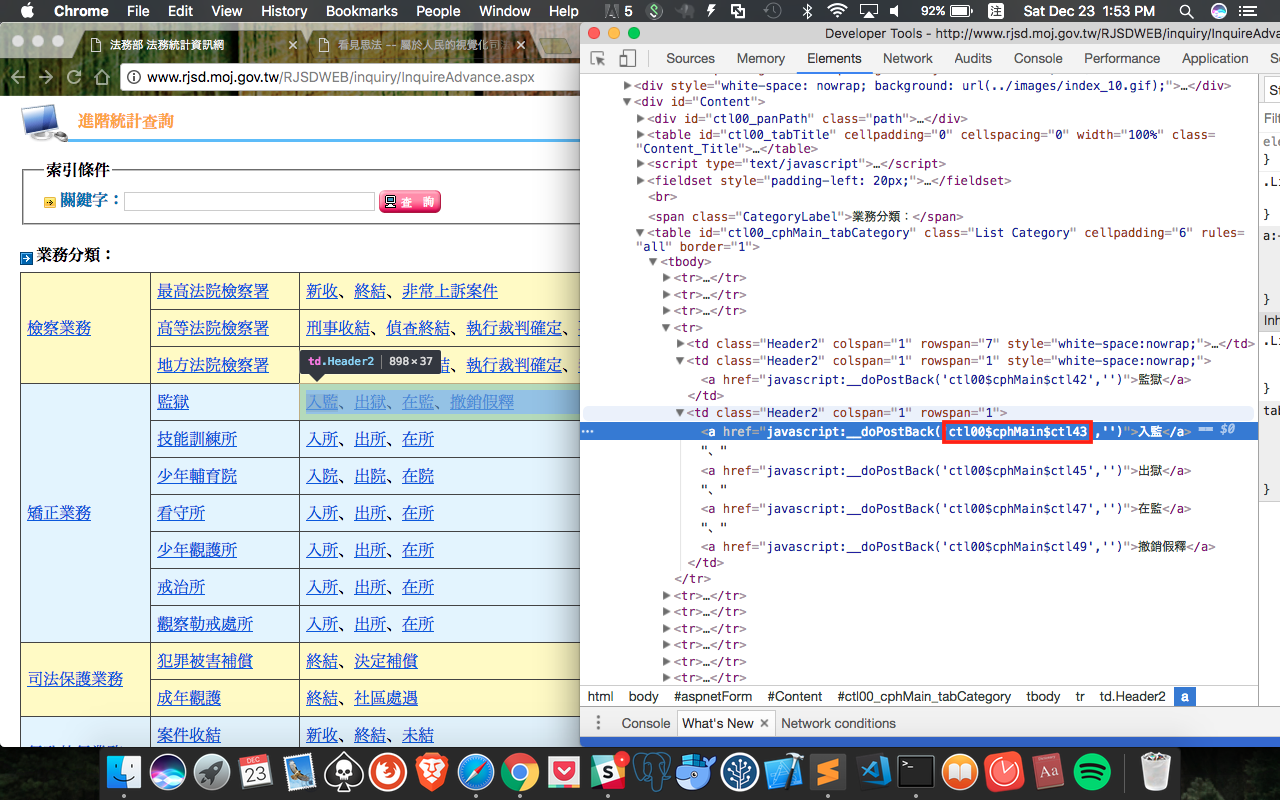 Chrome File Edit View History Bookmarks People Window Help 5 92% 注 Sat Dec 23 1:53 PM
法務部 法務統計資訊網 × 看見思法 -- 屬於人民的視覺化司 ×
www.rjsd.moj.gov.tw/RJSDWEB/inquiry/InquireAdvance.aspx
進階統計查詢
索引條件
關鍵字：
查 詢
業務分類：
檢察業務
最高法院檢察署 新收、終結、非常上訴案件
高等法院檢察署 刑事收結、偵查終結、執行裁判確定、
地方法院檢察署 結、執行裁判確定、
td.Header2 | 898×37
矯正業務
監獄 入監、出獄、在監、撤銷假釋
技能訓練所 入所、出所、在所
少年輔育院 入院、出院、在院
看守所 入所、出所、在所
少年觀護所 入所、出所、在所
戒治所 入所、出所、在所
觀察勒戒處所 入所、出所、在所
司法保護業務
犯罪被害補償 終結、決定補償
成年觀護 終結、社區處遇
案件收結 新收、終結、未結
Developer Tools - http://www.rjsd.moj.gov.tw/RJSDWEB/inquiry/InquireAdva
Sources Memory Elements Network Audits Console Performance Application S
<div style="white-space: nowrap; background: url(../images/index_10.gif);">…</div>
<div id="Content">
<div id="ctl00_panPath" class="path">…</div>
<table id="ctl00_tabTitle" cellpadding="0" cellspacing="0" width="100%" class=
"Content_Title">…</table>
<script type="text/javascript">…</script>
<fieldset style="padding-left: 20px;">…</fieldset>
<br>
<span class="CategoryLabel">業務分類：</span>
<table id="ctl00_cphMain_tabCategory" class="List Category" cellpadding="6" rules=
"all" border="1">
<tbody>
<tr>…</tr>
<tr>…</tr>
<tr>…</tr>
<tr>
<td class="Header2" colspan="1" rowspan="7" style="white-space:nowrap;">…</td>
<td class="Header2" colspan="1" rowspan="1" style="white-space:nowrap;">
<a href="javascript:__doPostBack('ctl00$cphMain$ctl42','')">監獄</a>
</td>
<td class="Header2" colspan="1" rowspan="1">
<a href="javascript:__doPostBack('ctl00$cphMain$ctl43','')">入監</a> == $0
"、"
<a href="javascript:__doPostBack('ctl00$cphMain$ctl45','')">出獄</a>
"、"
<a href="javascript:__doPostBack('ctl00$cphMain$ctl47','')">在監</a>
"、"
<a href="javascript:__doPostBack('ctl00$cphMain$ctl49','')">撤銷假釋</a>
</td>
</tr>
<tr>…</tr>
<tr>…</tr>
<tr>…</tr>
<tr>…</tr>
<tr>…</tr>
<tr>…</tr>
html body #aspnetForm #Content #ctl00_cphMain_tabCategory tbody tr td.Header2 a
Console What's New × Network conditions
St
Filt
ele
}
.Li
}
a:-
}
Inh
.Li
}
tab
}
DEC
23
Aa